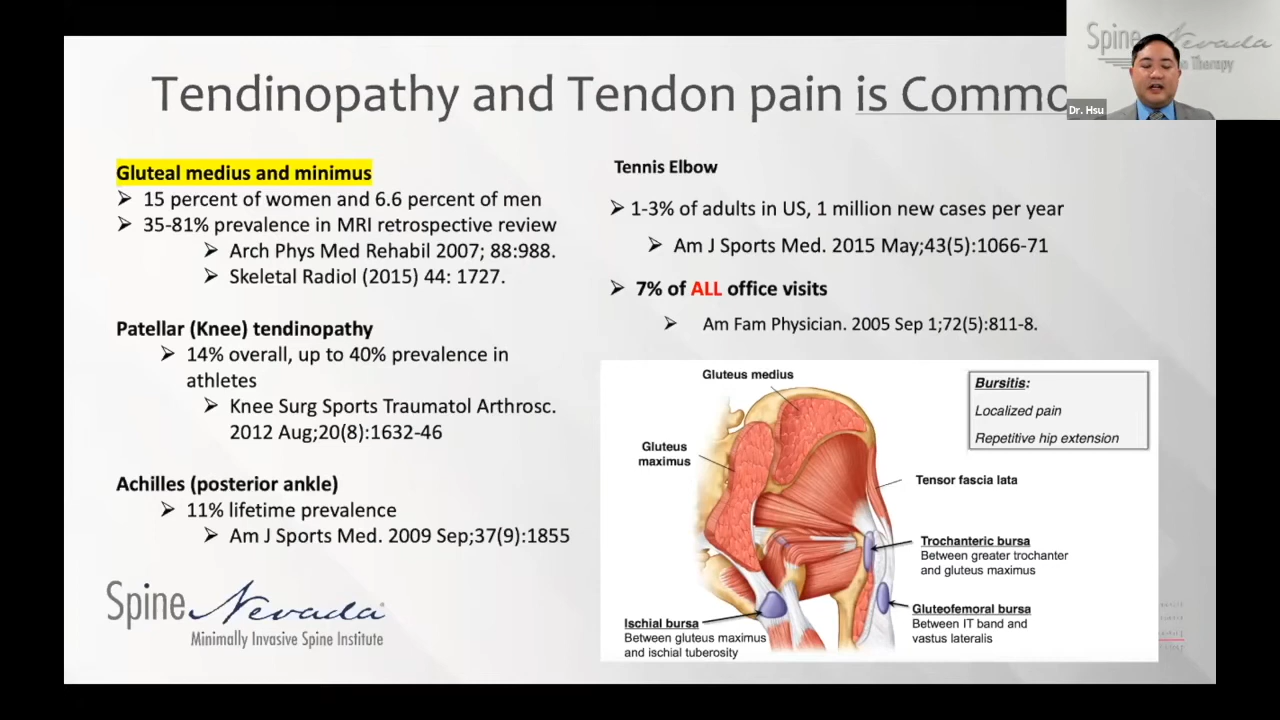 Tendinopathy and Tendon pain is Commo
Spine Nevada
n Therapy
Dr. Hsu
Gluteal medius and minimus
➢ 15 percent of women and 6.6 percent of men
➢ 35-81% prevalence in MRI retrospective review
➢ Arch Phys Med Rehabil 2007; 88:988.
➢ Skeletal Radiol (2015) 44: 1727.
Patellar (Knee) tendinopathy
➢ 14% overall, up to 40% prevalence in
athletes
➢ Knee Surg Sports Traumatol Arthrosc.
2012 Aug;20(8):1632-46
Achilles (posterior ankle)
➢ 11% lifetime prevalence
➢ Am J Sports Med. 2009 Sep;37(9):1855
Spine Nevada
Minimally Invasive Spine Institute
Tennis Elbow
➢ 1-3% of adults in US, 1 million new cases per year
➢ Am J Sports Med. 2015 May;43(5):1066-71
➢ 7% of ALL office visits
➢ Am Fam Physician. 2005 Sep 1;72(5):811-8.
Gluteus medius
Gluteus
maximus
Bursitis:
Localized pain
Repetitive hip extension
Tensor fascia lata
Trochanteric bursa
Between greater trochanter
and gluteus maximus
Gluteofemoral bursa
Between IT band and
vastus lateralis
Ischial bursa
Between gluteus maximus
and ischial tuberosity